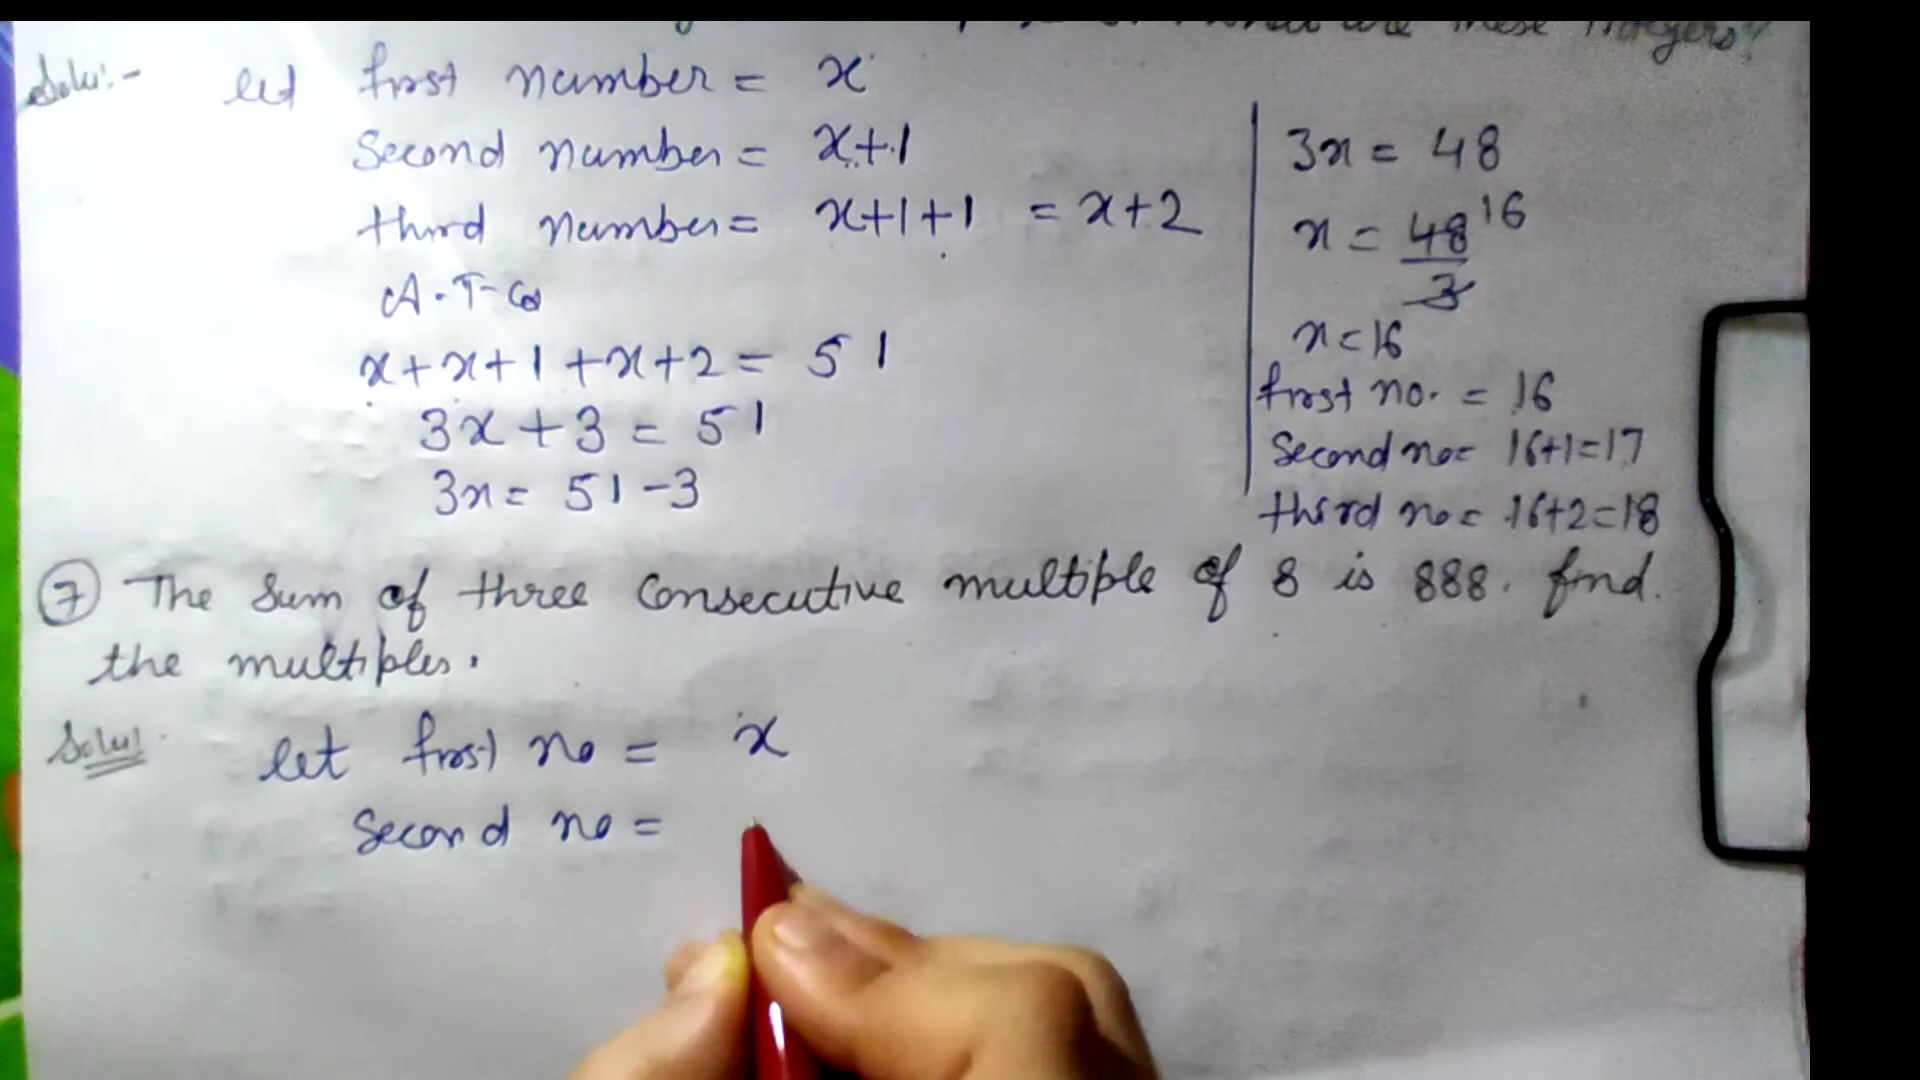 these integers?
Solu:-
let first number = x
Second number = x+1
third number = x+1+1 = x+2
A.T.Q
x+x+1+x+2 = 51
3x+3 = 51
3x = 51-3
3x = 48
x = 48/3 16
x = 16
first no. = 16
Second no = 16+1=17
third no = 16+2=18
⑦ The Sum of three Consecutive multiple of 8 is 888. find.
the multiples.
Solu!
let first no = x
Second no =